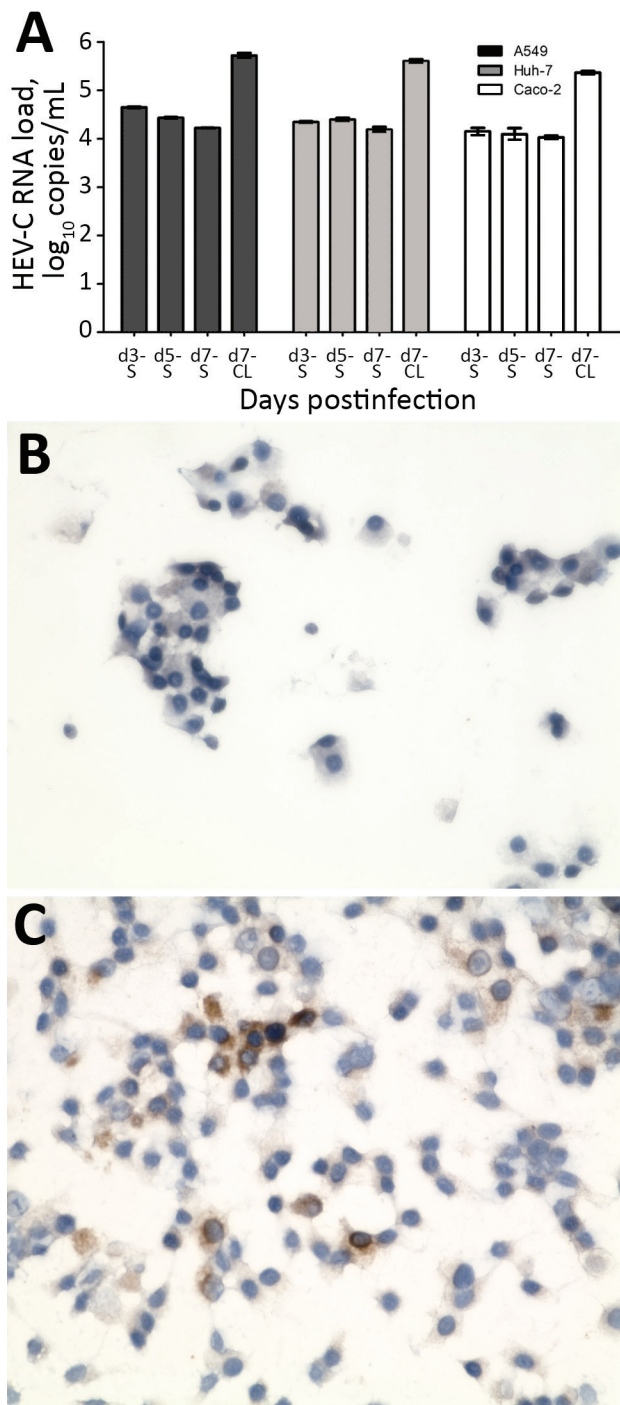 A
HEV-C RNA load,
log10 copies/mL
6
5
4
3
2
1
0
A549
Huh-7
Caco-2
d3-
S
d5-
S
d7-
S
d7-
CL
d3-
S
d5-
S
d7-
S
d7-
CL
d3-
S
d5-
S
d7-
S
d7-
CL
Days postinfection
B
C